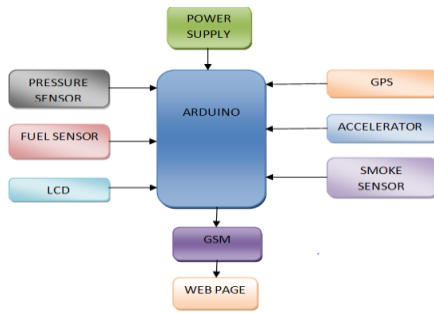 POWER
SUPPLY
PRESSURE
SENSOR
ARDUINO
GPS
FUEL SENSOR
ACCELERATOR
LCD
SMOKE
SENSOR
GSM
WEB PAGE